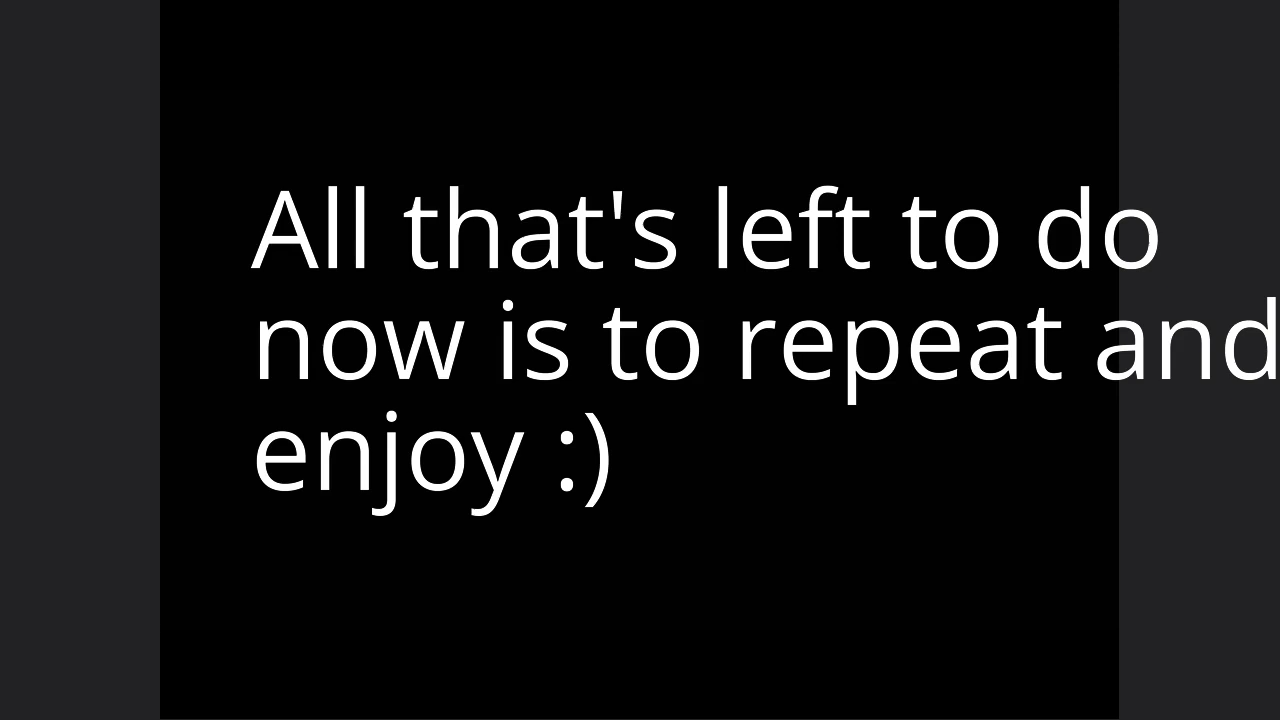 All that's left to do
now is to repeat and
enjoy :)